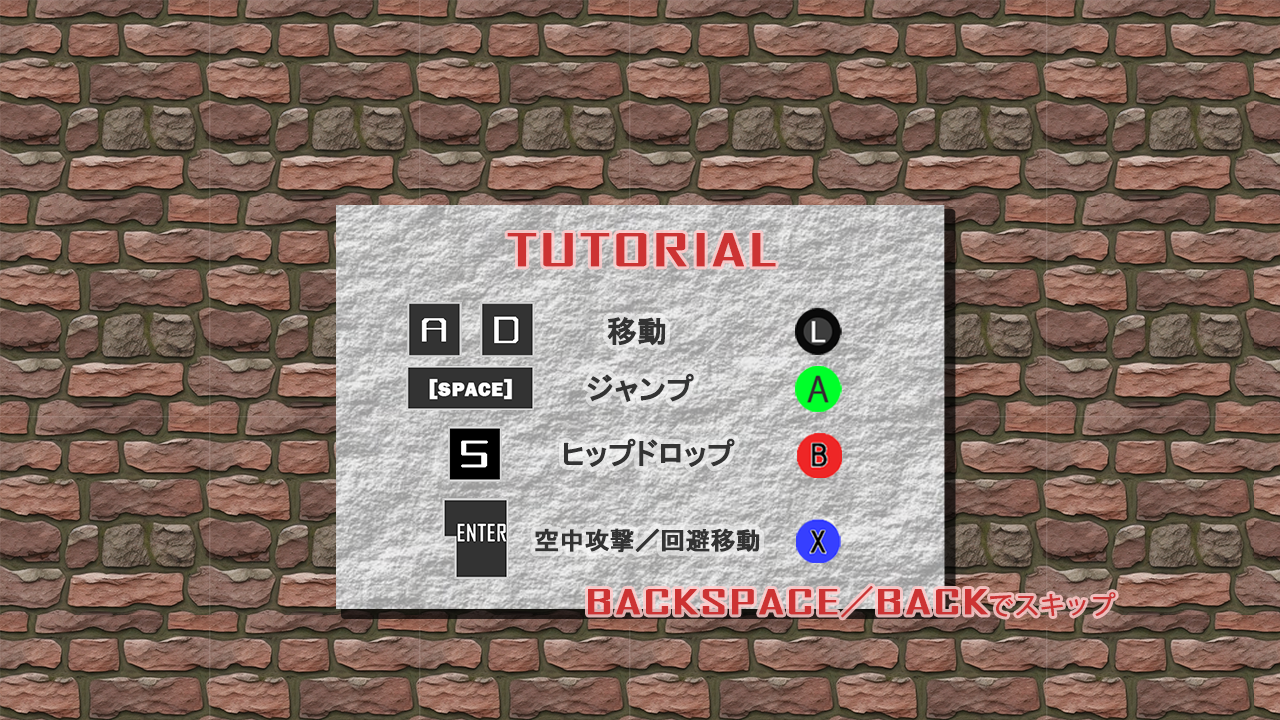 TUTORIAL
A D 移動 L
[SPACE] ジャンプ A
S ヒップドロップ B
ENTER 空中攻撃／回避移動 X
BACKSPACE／BACKでスキップ